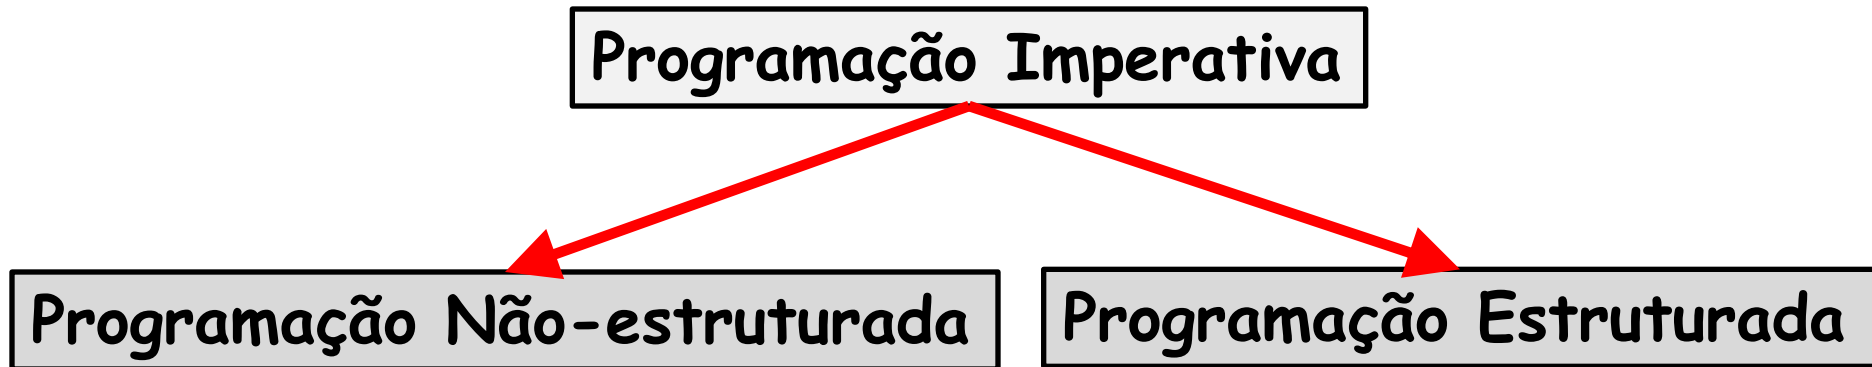 Programação Imperativa
Programação Não-estruturada
Programação Estruturada